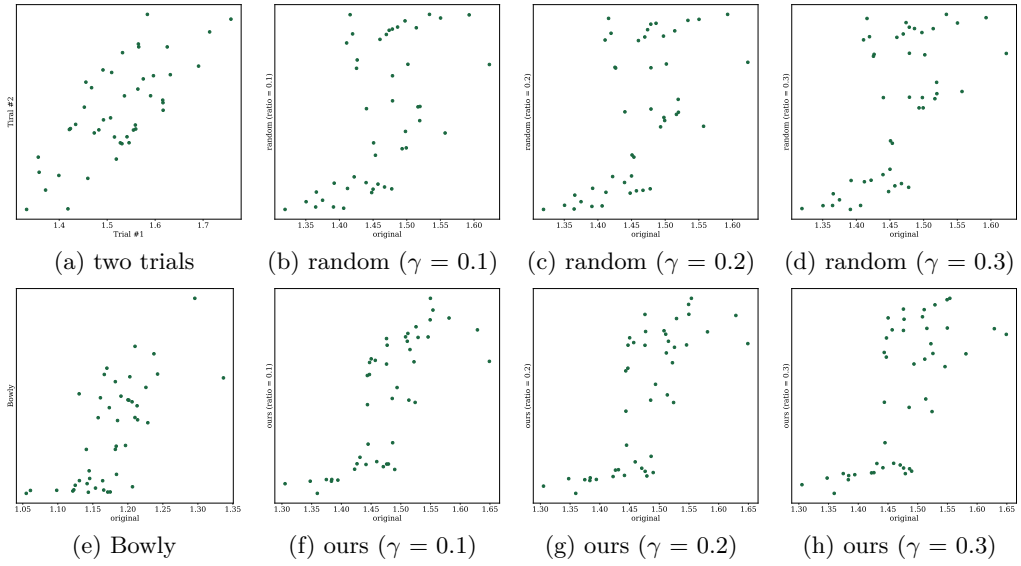 Tiral #2
1.4 1.5 1.6 1.7
Trial #1
(a) two trials
random (ratio = 0.1)
1.35 1.40 1.45 1.50 1.55 1.60
original
(b) random (γ = 0.1)
random (ratio = 0.2)
1.35 1.40 1.45 1.50 1.55 1.60
original
(c) random (γ = 0.2)
random (ratio = 0.3)
1.35 1.40 1.45 1.50 1.55 1.60
original
(d) random (γ = 0.3)
Bowly
1.05 1.10 1.15 1.20 1.25 1.30 1.35
original
(e) Bowly
ours (ratio = 0.1)
1.30 1.35 1.40 1.45 1.50 1.55 1.60 1.65
original
(f) ours (γ = 0.1)
ours (ratio = 0.2)
1.30 1.35 1.40 1.45 1.50 1.55 1.60 1.65
original
(g) ours (γ = 0.2)
ours (ratio = 0.3)
1.30 1.35 1.40 1.45 1.50 1.55 1.60 1.65
original
(h) ours (γ = 0.3)